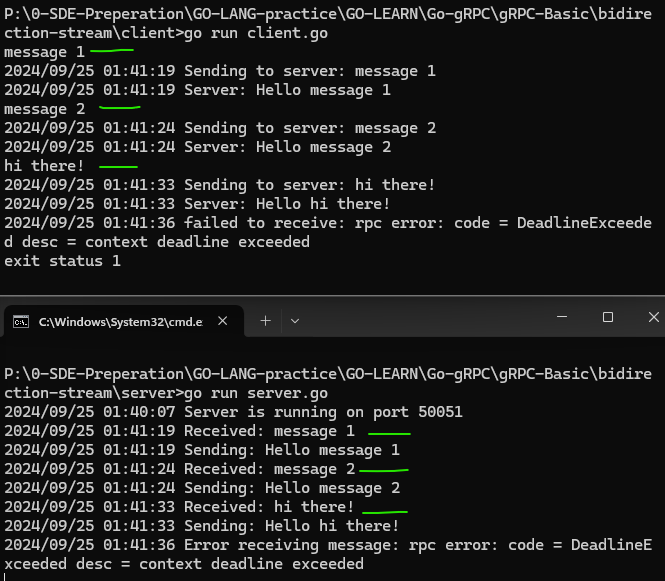 P:\0-SDE-Preperation\GO-LANG-practice\GO-LEARN\Go-gRPC\gRPC-Basic\bidire
ction-stream\client>go run client.go
message 1
2024/09/25 01:41:19 Sending to server: message 1
2024/09/25 01:41:19 Server: Hello message 1
message 2
2024/09/25 01:41:24 Sending to server: message 2
2024/09/25 01:41:24 Server: Hello message 2
hi there!
2024/09/25 01:41:33 Sending to server: hi there!
2024/09/25 01:41:33 Server: Hello hi there!
2024/09/25 01:41:36 failed to receive: rpc error: code = DeadlineExceede
d desc = context deadline exceeded
exit status 1
C:\Windows\System32\cmd.e
P:\0-SDE-Preperation\GO-LANG-practice\GO-LEARN\Go-gRPC\gRPC-Basic\bidire
ction-stream\server>go run server.go
2024/09/25 01:40:07 Server is running on port 50051
2024/09/25 01:41:19 Received: message 1
2024/09/25 01:41:19 Sending: Hello message 1
2024/09/25 01:41:24 Received: message 2
2024/09/25 01:41:24 Sending: Hello message 2
2024/09/25 01:41:33 Received: hi there!
2024/09/25 01:41:33 Sending: Hello hi there!
2024/09/25 01:41:36 Error receiving message: rpc error: code = DeadlineE
xceeded desc = context deadline exceeded